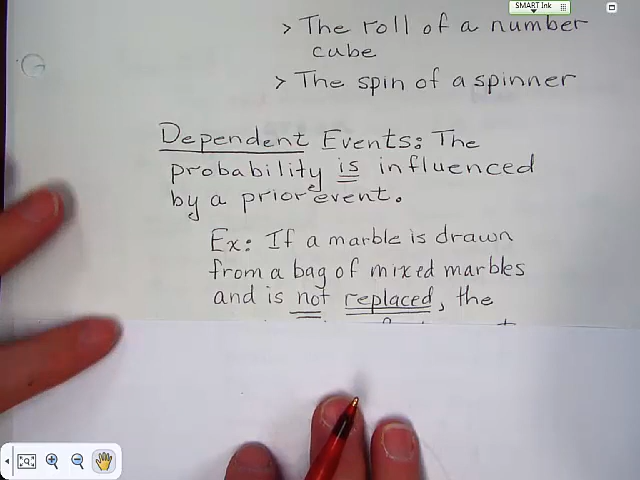 SMART Ink
> The roll of a number
cube
> The spin of a spinner
Dependent Events: The
probability is influenced
by a prior event.
Ex: If a marble is drawn
from a bag of mixed marbles
and is not replaced, the